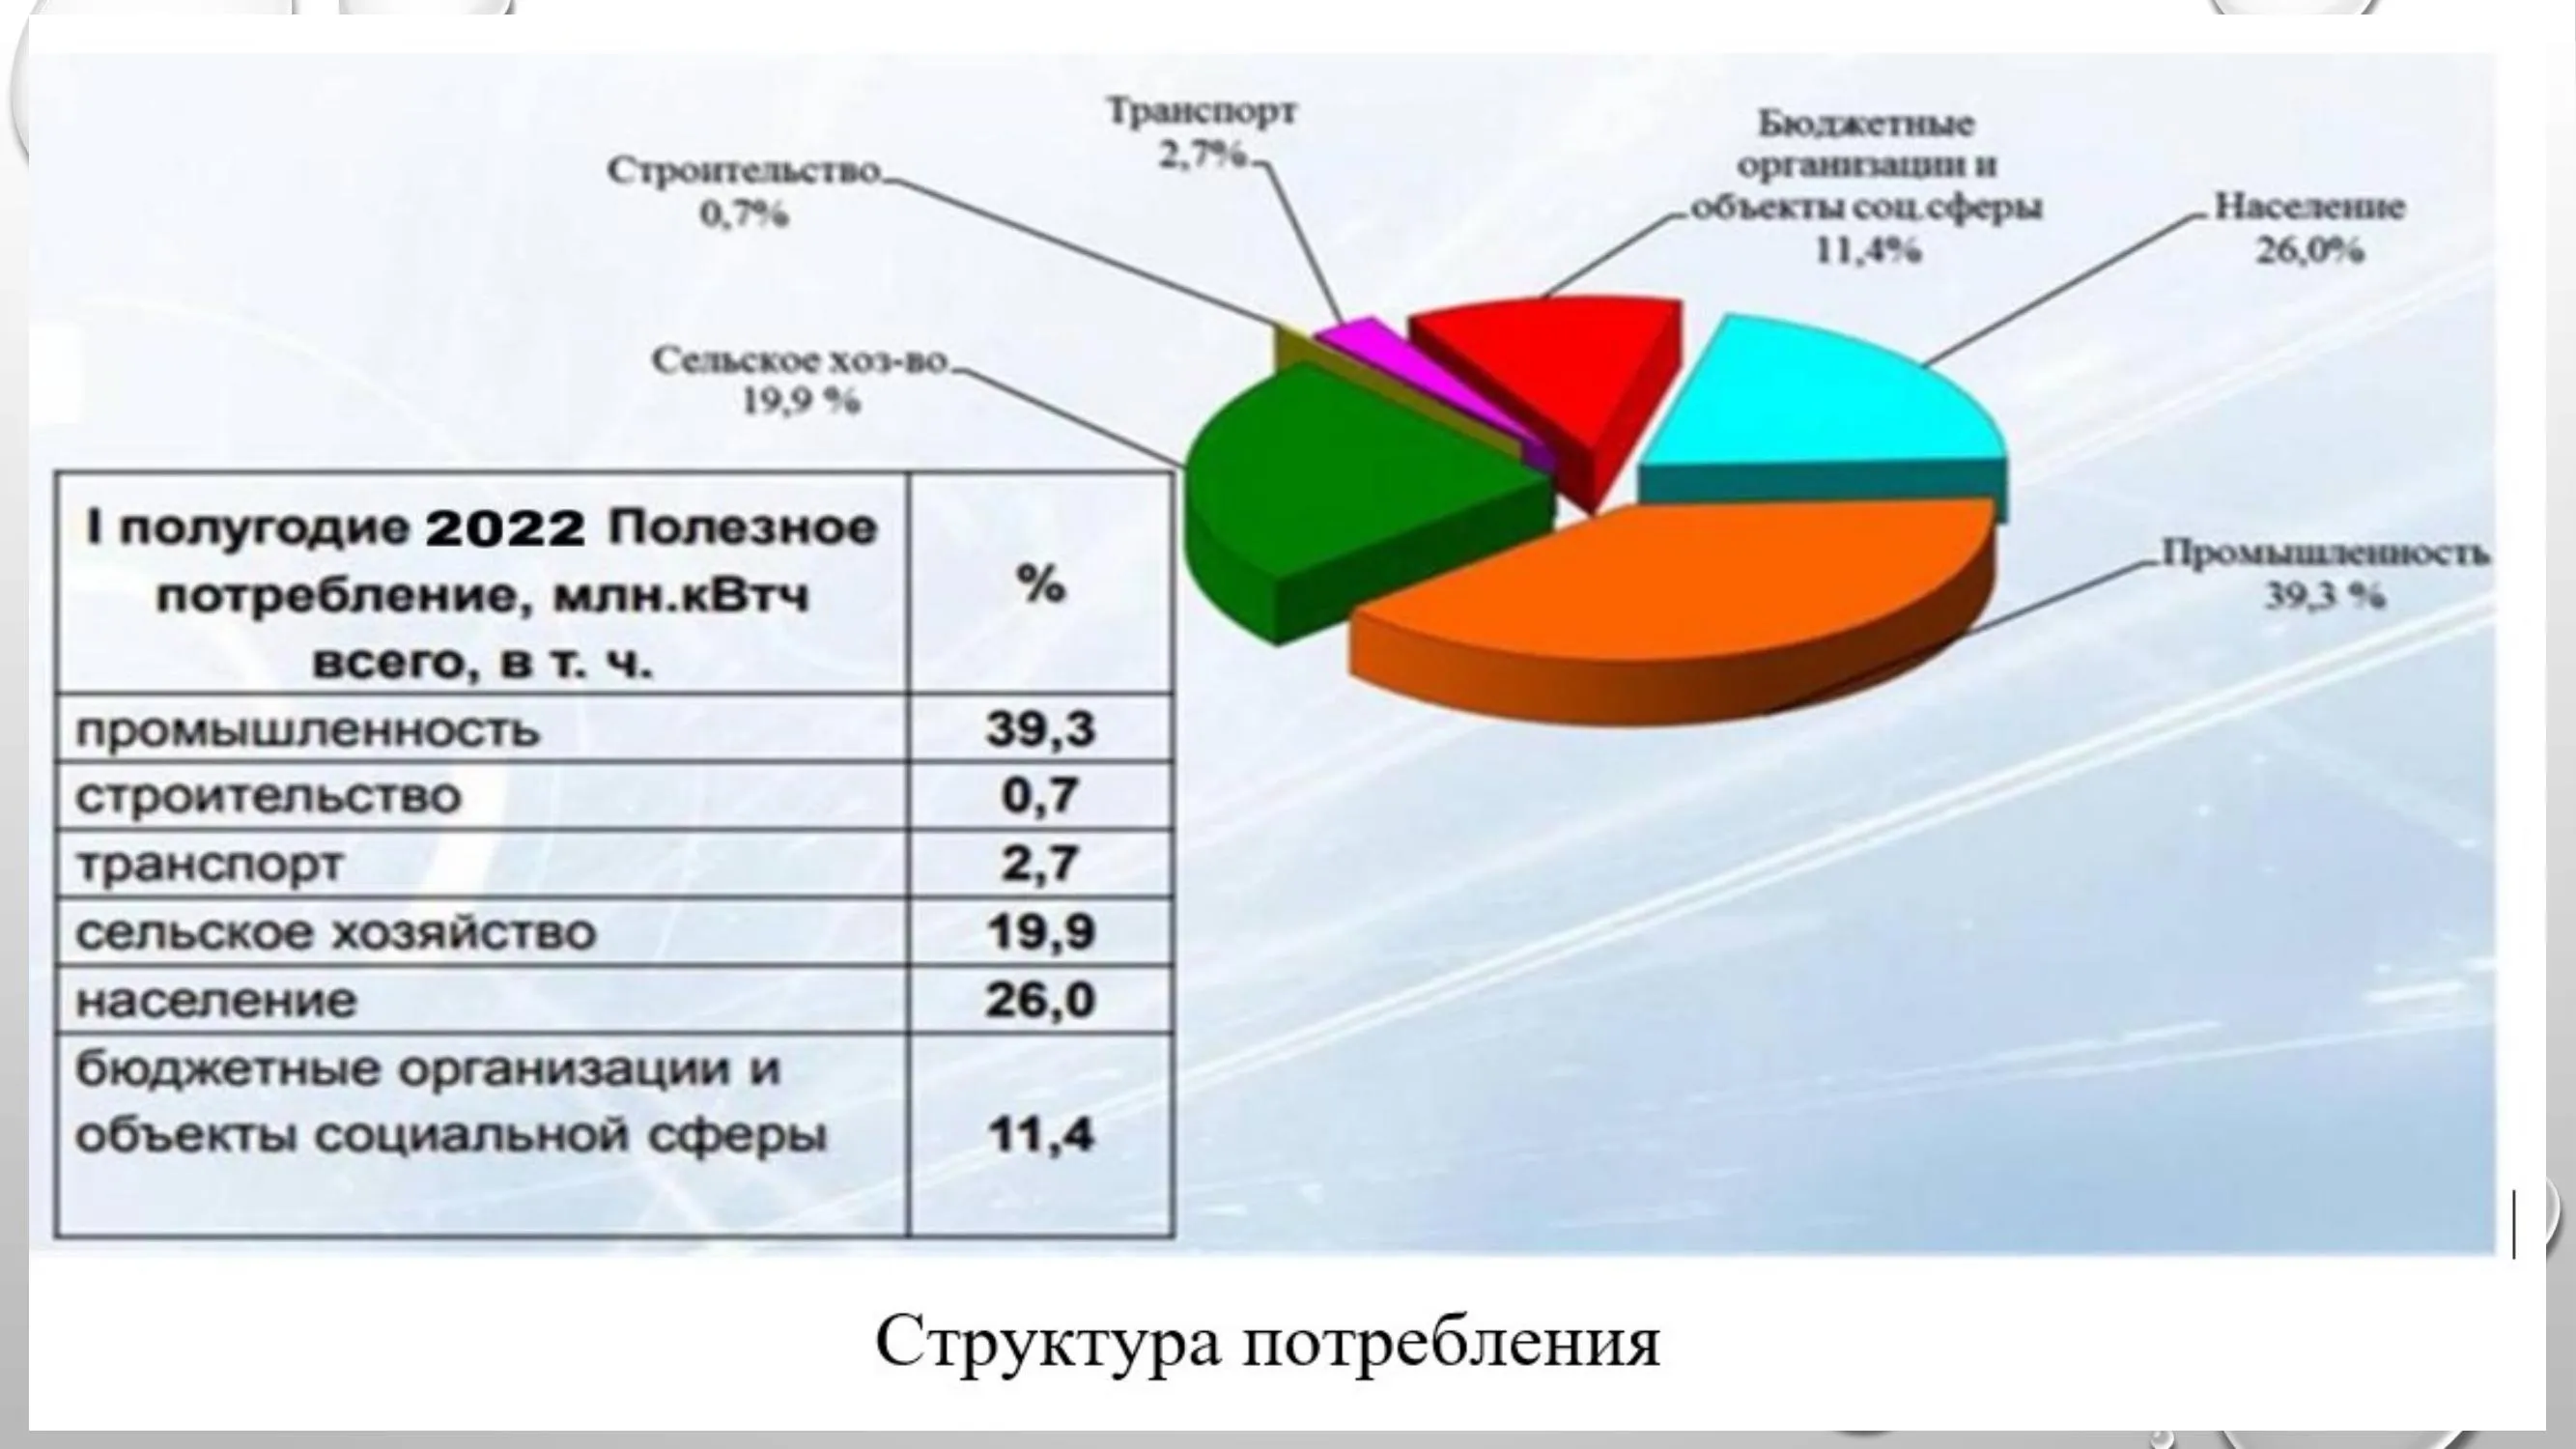 Транспорт
2,7%
Строительство
0,7%
Бюджетные
организации и
объекты соц.сферы
11,4%
Население
26,0%
Сельское хоз-во
19,9 %
Промышленность
39,3 %
I полугодие 2022 Полезное
потребление, млн.кВтч
всего, в т. ч.
%
промышленность 39,3
строительство 0,7
транспорт 2,7
сельское хозяйство 19,9
население 26,0
бюджетные организации и
объекты социальной сферы 11,4
Структура потребления